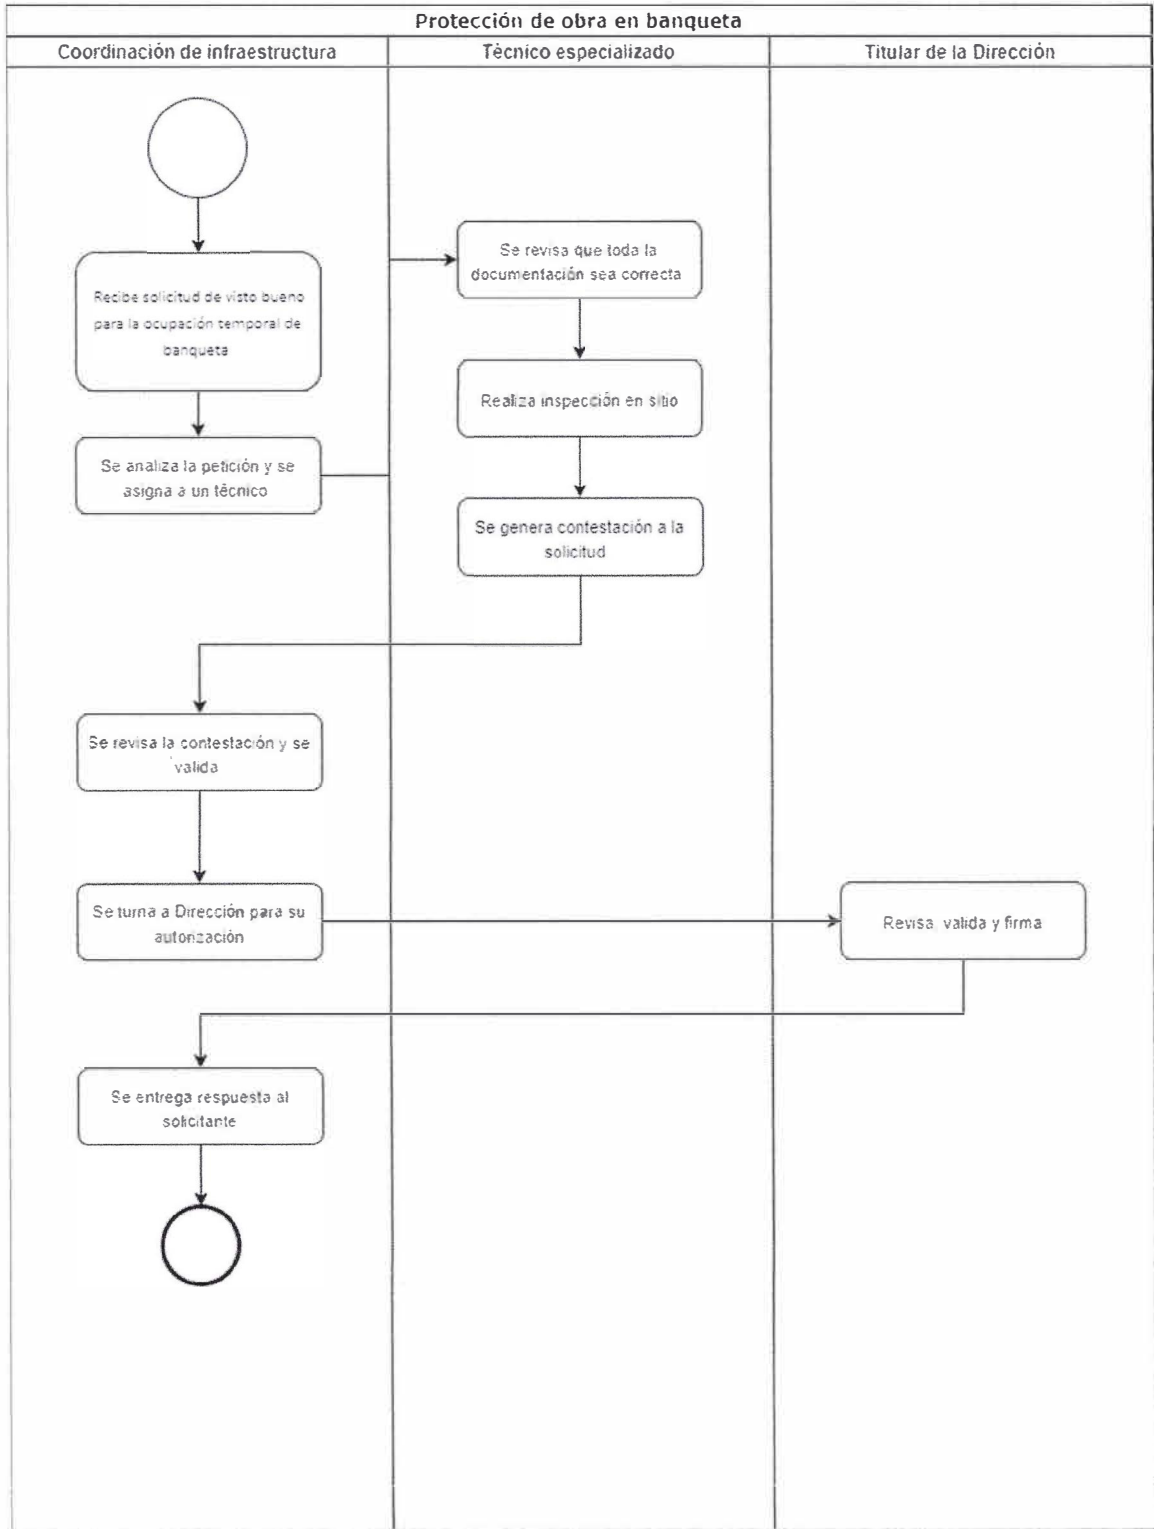 Protección de obra en banqueta
Coordinación de infraestructura
Técnico especializado
Titular de la Dirección
Recibe solicitud de visto bueno
para la ocupación temporal de
banqueta
Se analiza la petición y se
asigna a un técnico
Se revisa que toda la
documentación sea correcta
Realiza inspección en sitio
Se genera contestación a la
solicitud
Se revisa la contestación y se
valida
Se turna a Dirección para su
autorización
Revisa, valida y firma
Se entrega respuesta al
solicitante